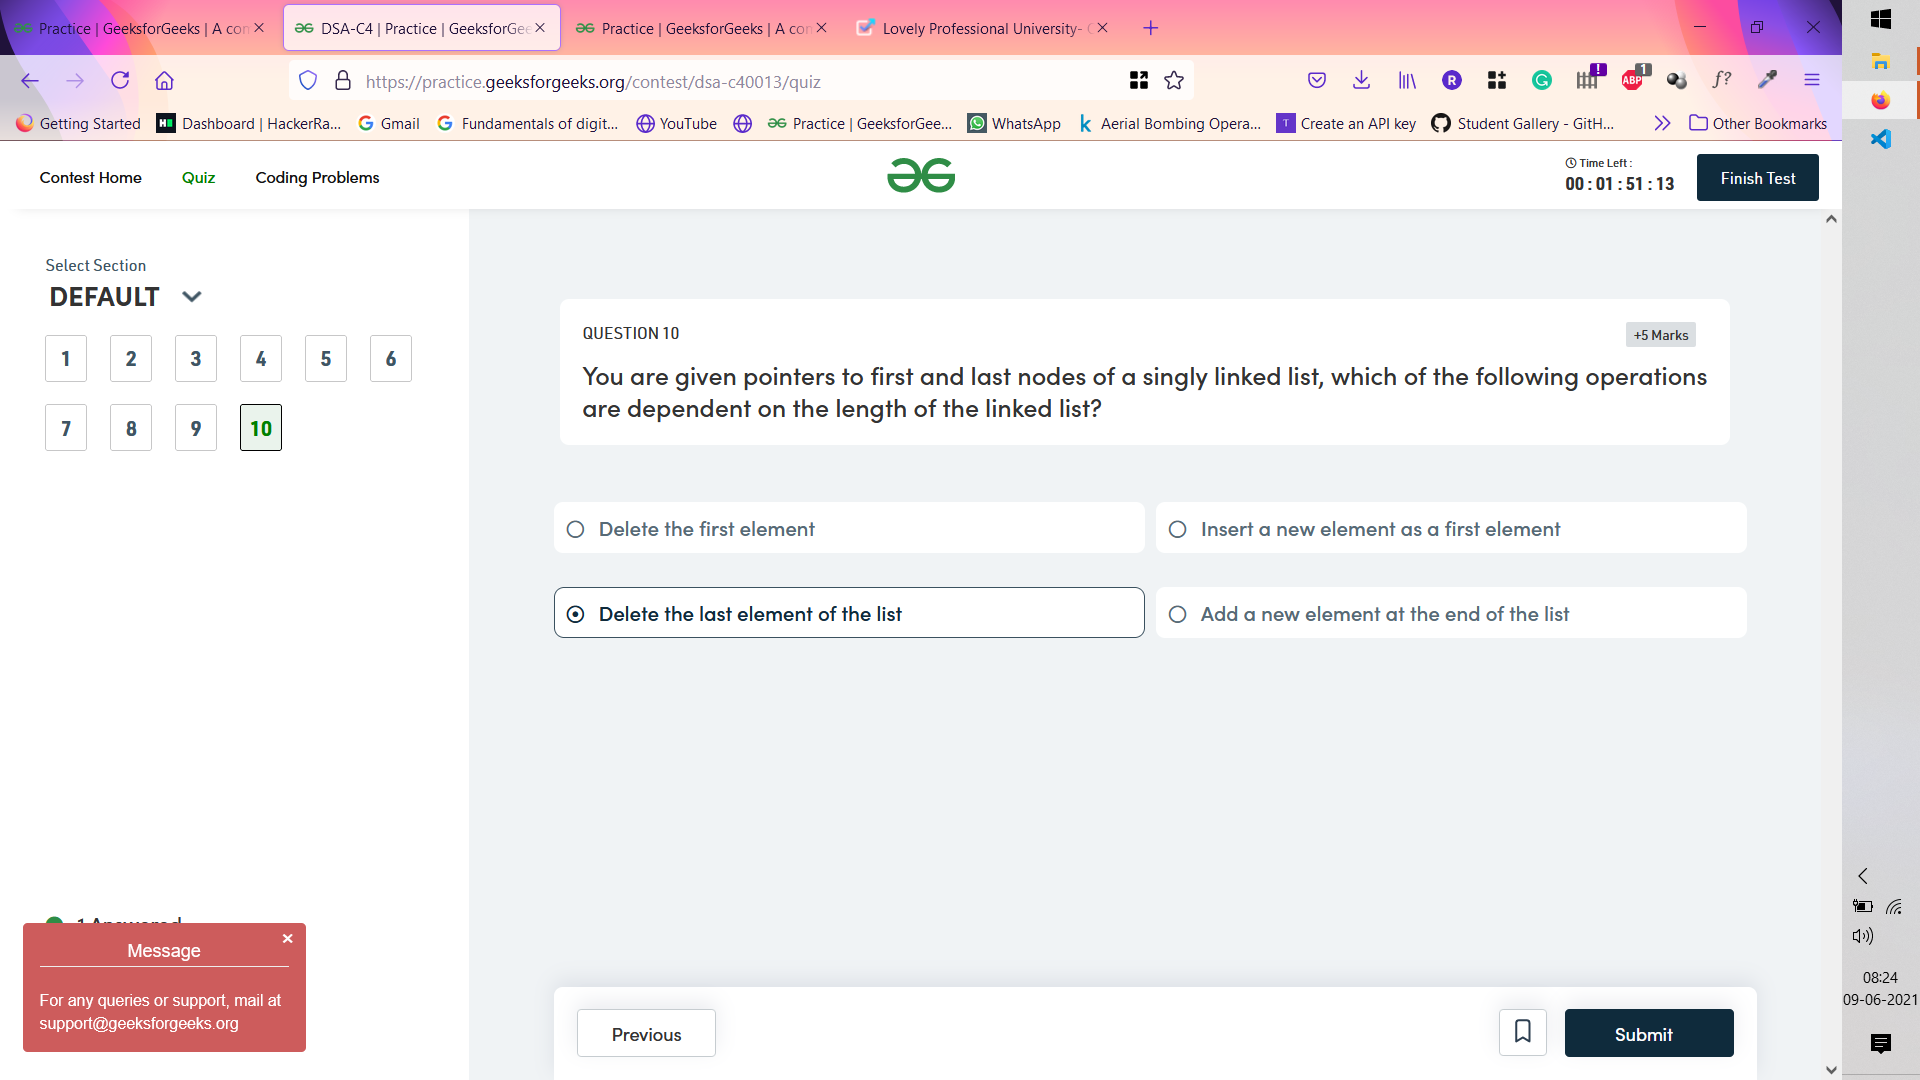 Practice | GeeksforGeeks | A con
DSA-C4 | Practice | GeeksforGee
Practice | GeeksforGeeks | A con
Lovely Professional University- C
https://practice.geeksforgeeks.org/contest/dsa-c40013/quiz
R
!
ABP
1
f?
Getting Started
Dashboard | HackerRa...
Gmail
Fundamentals of digit...
YouTube
Practice | GeeksforGee...
WhatsApp
Aerial Bombing Opera...
T
Create an API key
Student Gallery - GitH...
Other Bookmarks
Contest Home
Quiz
Coding Problems
Time Left :
00 : 01 : 51 : 13
Finish Test
Select Section
DEFAULT
1 2 3 4 5 6
7 8 9 10
QUESTION 10
+5 Marks
You are given pointers to first and last nodes of a singly linked list, which of the following operations
are dependent on the length of the linked list?
Delete the first element
Insert a new element as a first element
Delete the last element of the list
Add a new element at the end of the list
1 Answered
Message
For any queries or support, mail at
support@geeksforgeeks.org
Previous
Submit
08:24
09-06-2021